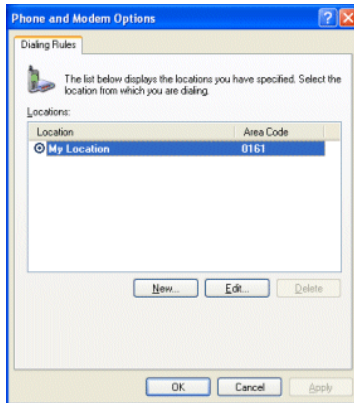 Phone and Modem Options
Dialing Rules
The list below displays the locations you have specified. Select the
location from which you are dialing.
Locations:
Location Area Code
My Location 0161
New... Edit... Delete
OK Cancel Apply